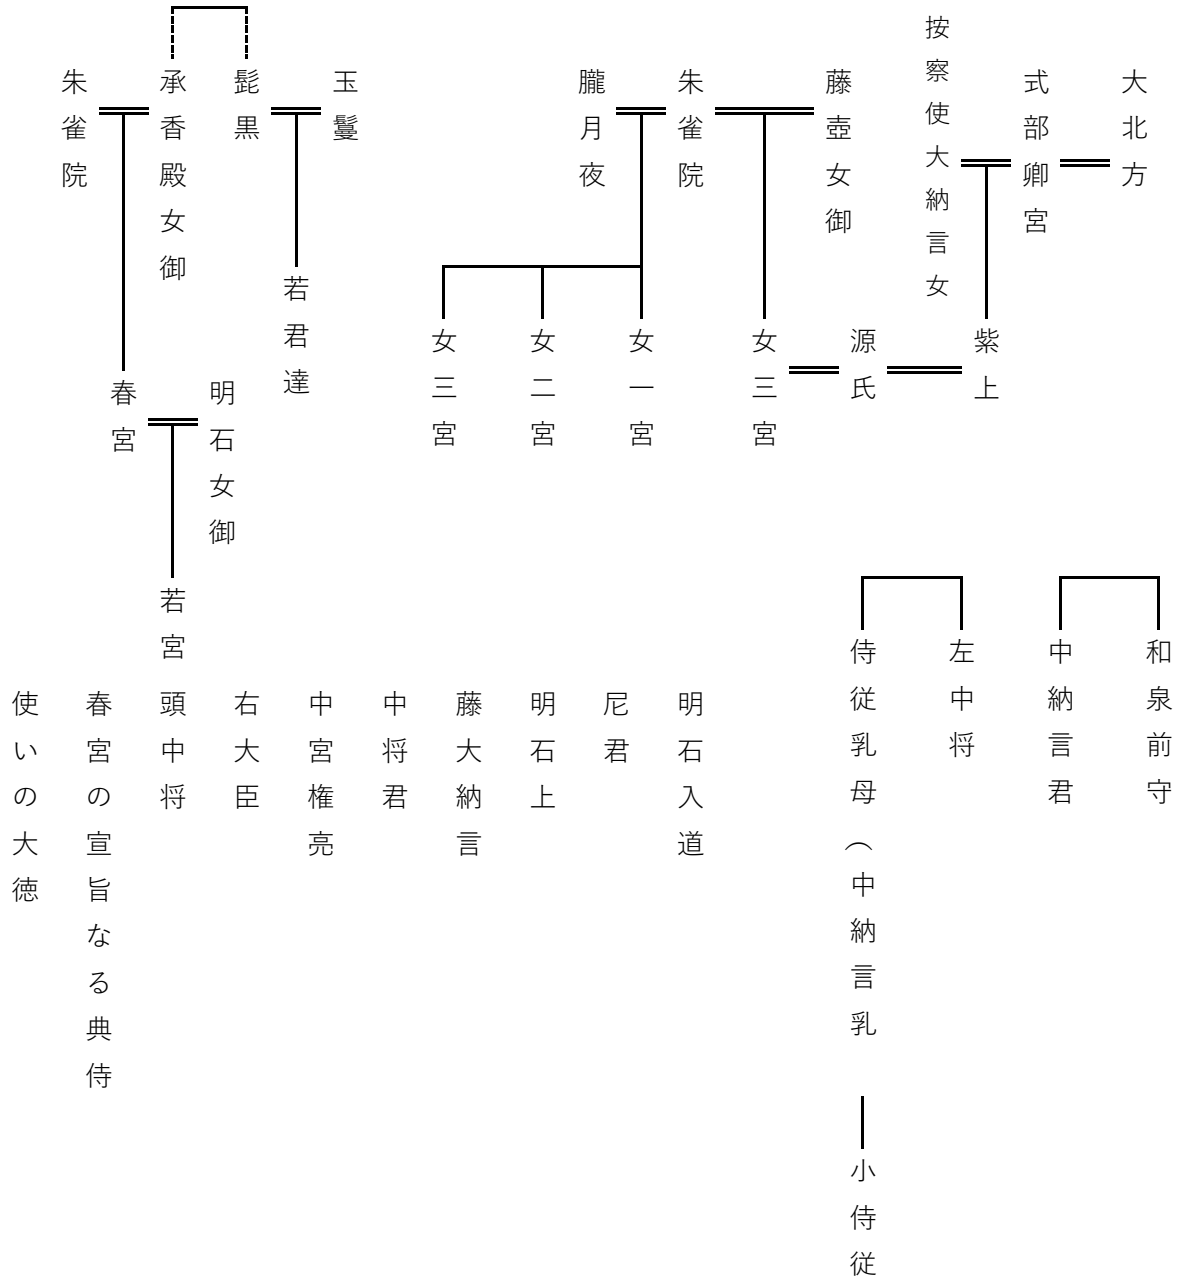 大北方
式部卿宮
按察使大納言女
紫上
藤壺女御
源氏
朱雀院
女三宮
朧月夜
女一宮
女二宮
女三宮
玉鬘
髭黒
若君達
承香殿女御
朱雀院
明石女御
春宮
若宮
和泉前守
中納言君
左中将
侍従乳母（中納言乳
小侍従
明石入道
尼君
明石上
藤大納言
中将君
中宮権亮
右大臣
頭中将
春宮の宣旨なる典侍
使いの大徳